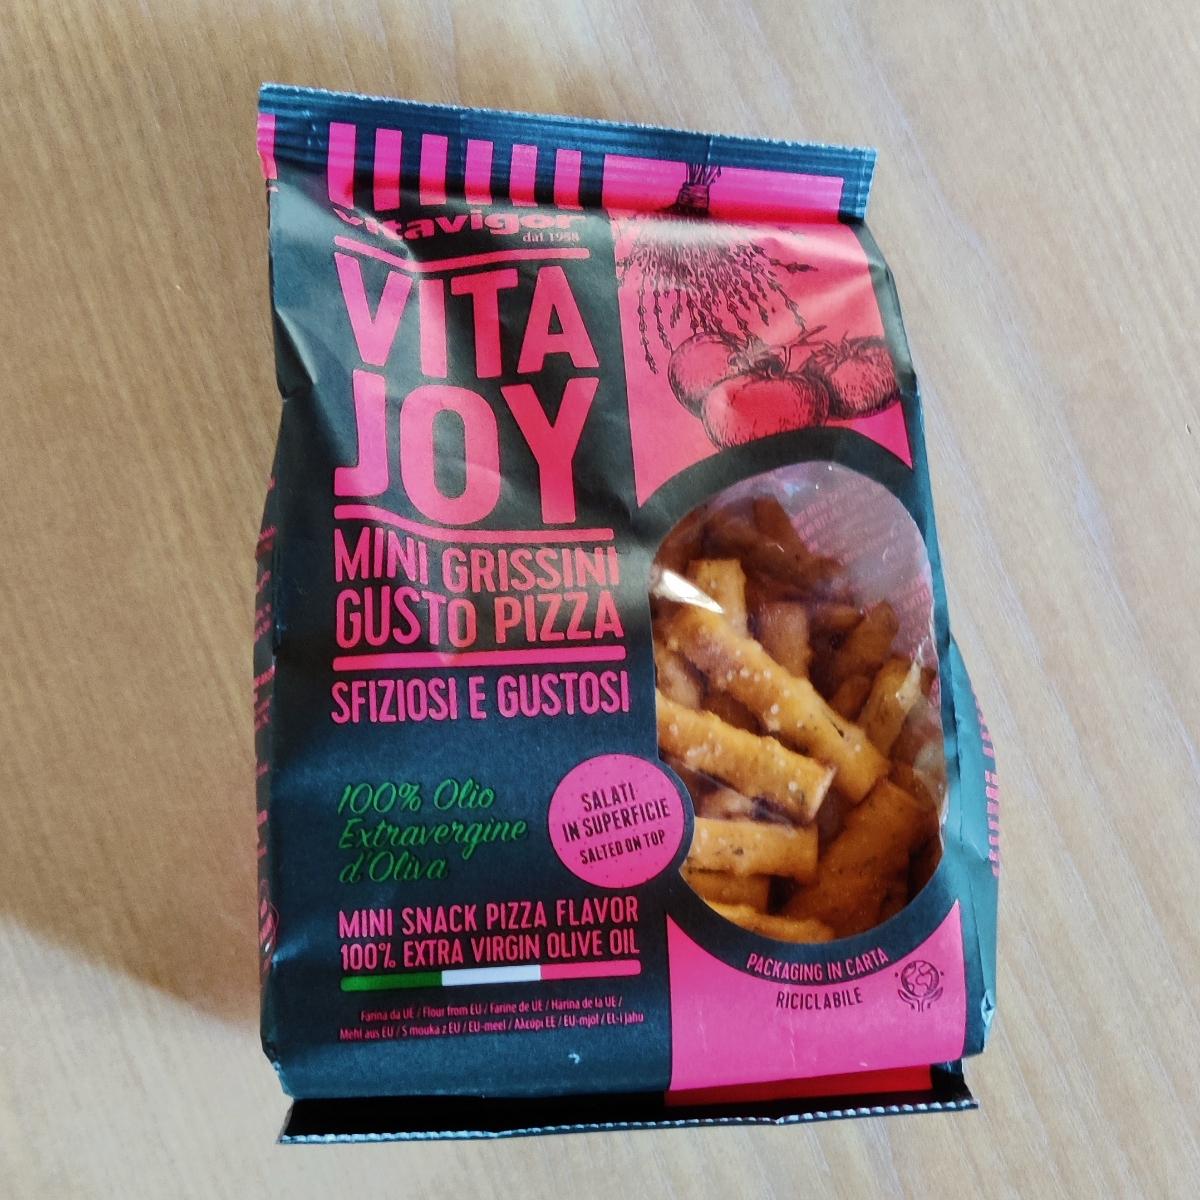 vitavigor
dal 1958
VITA
JOY
MINI GRISSINI
GUSTO PIZZA
SFIZIOSI E GUSTOSI
100% Olio
Extravergine
d'Oliva
SALATI
IN SUPERFICIE
SALTED ON TOP
MINI SNACK PIZZA FLAVOR
100% EXTRA VIRGIN OLIVE OIL
Farina da UE / Flour from EU / Farine de UE / Harina de la UE /
Mehl aus EU / S mouka z EU / EU-meel / Αλεύρι ΕΕ / EU-mjöl / EL-i jahu
PACKAGING IN CARTA
RICICLABILE